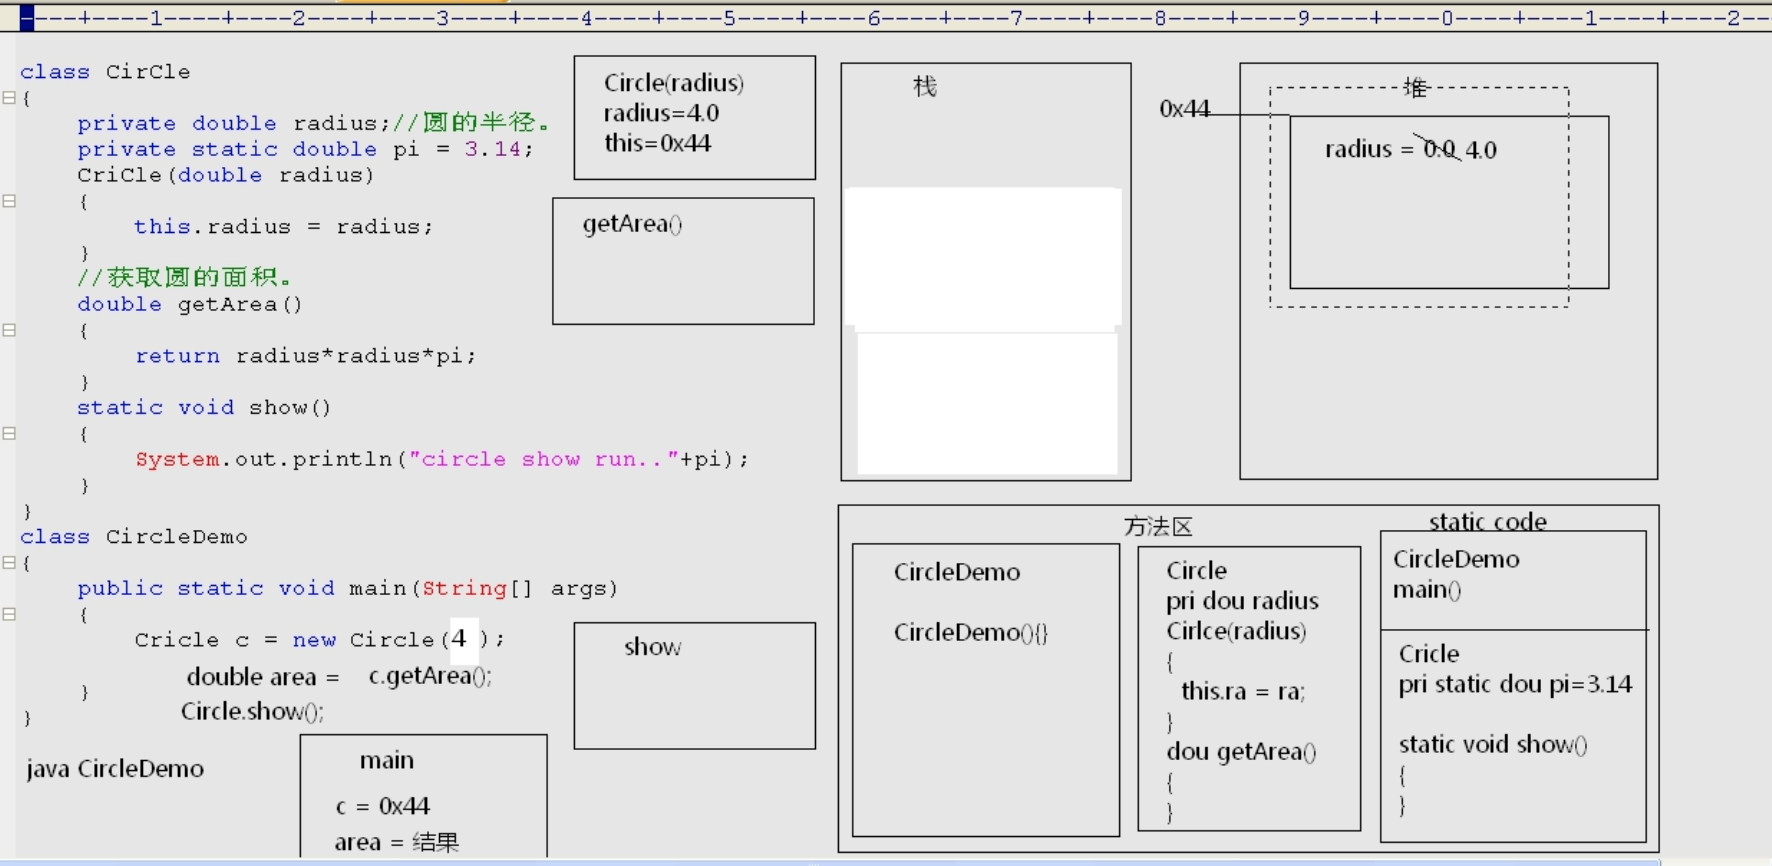 ----+----1----+----2----+----3----+----4----+----5----+----6----+----7----+----8----+----9----+----0----+----1----+----2--
class CirCle
{
private double radius;//圆的半径。
private static double pi = 3.14;
CriCle(double radius)
{
this.radius = radius;
}
//获取圆的面积。
double getArea()
{
return radius*radius*pi;
}
static void show()
{
System.out.println("circle show run.."+pi);
}
}
class CircleDemo
{
public static void main(String[] args)
{
Cricle c = new Circle(4 );
double area = c.getArea();
}
Circle.show();
}
java CircleDemo
main
c = 0x44
area = 结果
Circle(radius)
radius=4.0
this=0x44
getArea()
show
栈
0x44
堆
radius = 0.0 4.0
方法区
CircleDemo
CircleDemo(){}
Circle
pri dou radius
Cirlce(radius)
{
this.ra = ra;
}
dou getArea()
{
}
static code
CircleDemo
main()
Cricle
pri static dou pi=3.14
static void show()
{
}